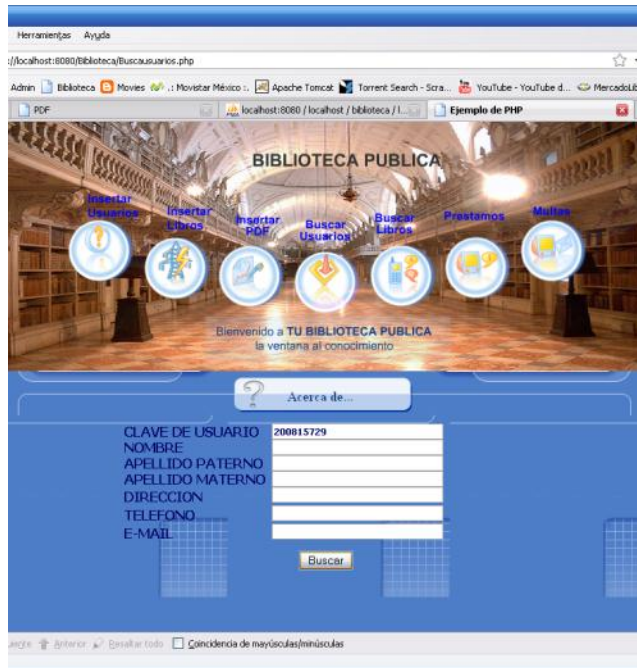 Herramientas Ayuda
://localhost:8080/Biblioteca/Buscausuarios.php
Admin Biblioteca Movies .: Movistar México :. Apache Tomcat Torrent Search - Scra... YouTube - YouTube d... MercadoLib
PDF localhost:8080 / localhost / biblioteca / l... Ejemplo de PHP
BIBLIOTECA PUBLICA
Insertar Usuarios
Insertar Libros
Insertar PDF
Buscar Usuarios
Buscar Libros
Prestamos
Multas
Bienvenido a TU BIBLIOTECA PUBLICA
la ventana al conocimiento
Acerca de...
CLAVE DE USUARIO 200815729
NOMBRE
APELLIDO PATERNO
APELLIDO MATERNO
DIRECCION
TELEFONO
E-MAIL
Buscar
Anterior Resaltar todo Coincidencia de mayúsculas/minúsculas